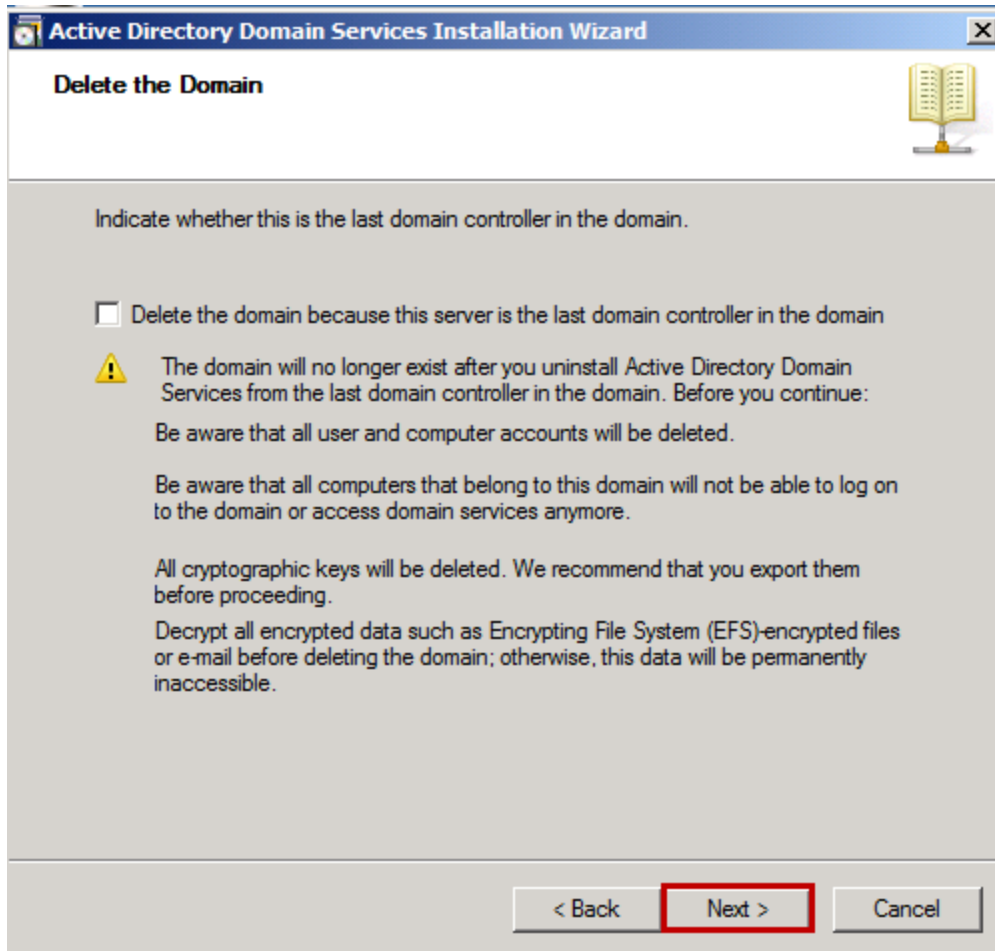 Active Directory Domain Services Installation Wizard
Delete the Domain
Indicate whether this is the last domain controller in the domain.
Delete the domain because this server is the last domain controller in the domain
The domain will no longer exist after you uninstall Active Directory Domain
Services from the last domain controller in the domain. Before you continue:
Be aware that all user and computer accounts will be deleted.
Be aware that all computers that belong to this domain will not be able to log on
to the domain or access domain services anymore.
All cryptographic keys will be deleted. We recommend that you export them
before proceeding.
Decrypt all encrypted data such as Encrypting File System (EFS)-encrypted files
or e-mail before deleting the domain; otherwise, this data will be permanently
inaccessible.
< Back Next > Cancel